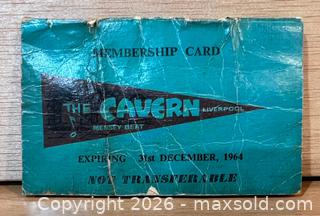 MEMBERSHIP CARD
THE CAVERN LIVERPOOL
MERSEY BEAT
EXPIRING 31st DECEMBER, 1964
NOT TRANSFERABLE
Copyright 2026 - maxsold.com